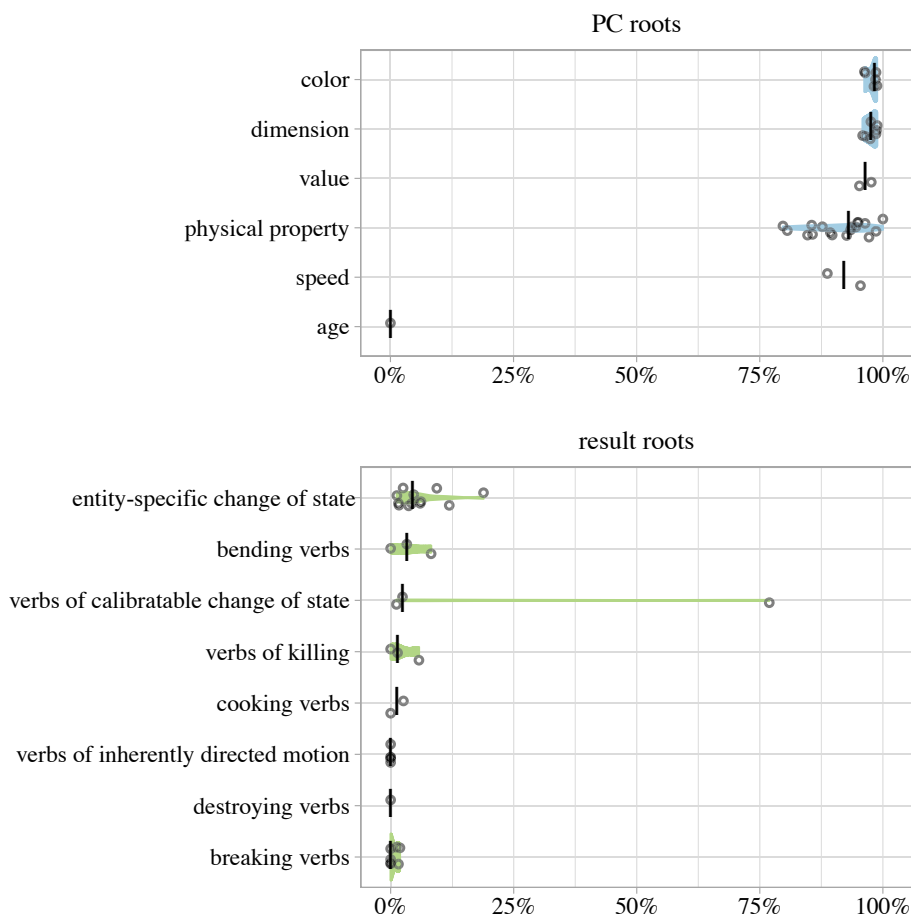 PC roots
color
dimension
value
physical property
speed
age
0% 25% 50% 75% 100%
result roots
entity-specific change of state
bending verbs
verbs of calibratable change of state
verbs of killing
cooking verbs
verbs of inherently directed motion
destroying verbs
breaking verbs
0% 25% 50% 75% 100%